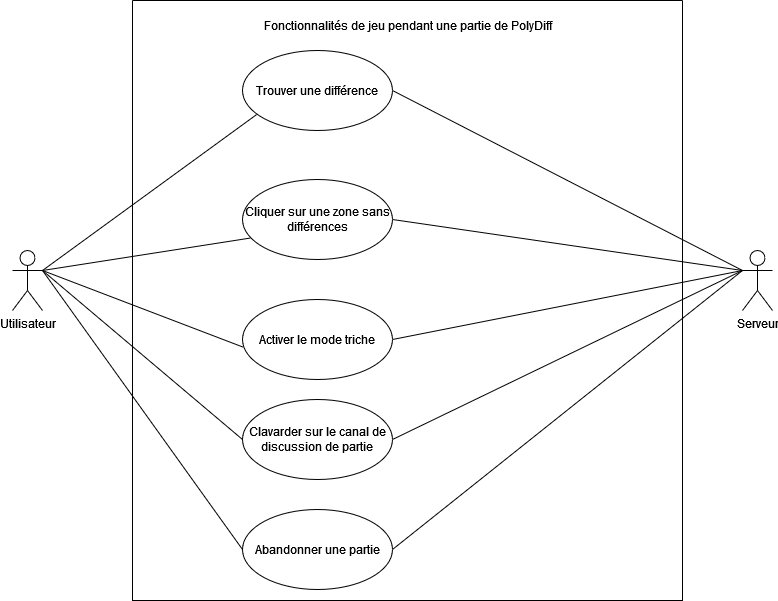 Fonctionnalités de jeu pendant une partie de PolyDiff
Trouver une différence
Cliquer sur une zone sans
différences
Utilisateur
Serveur
Activer le mode triche
Clavarder sur le canal de
discussion de partie
Abandonner une partie